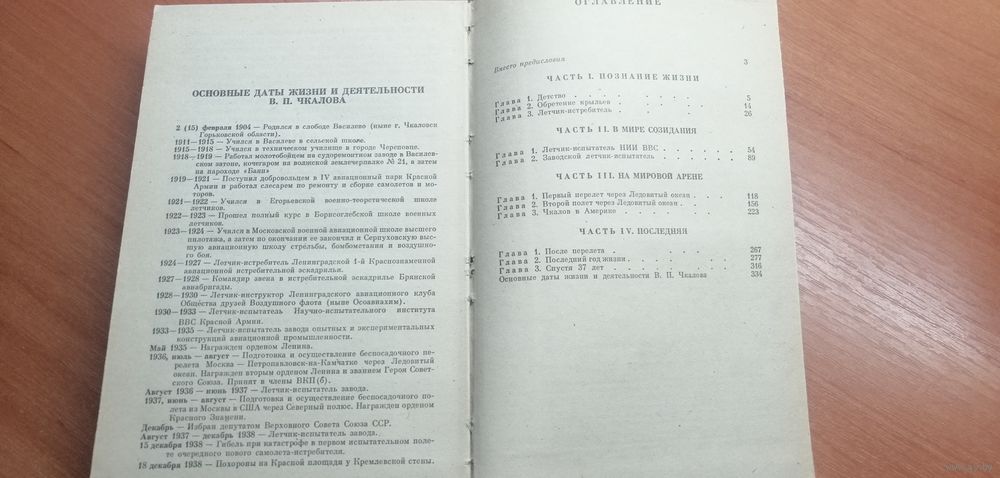 ОСНОВНЫЕ ДАТЫ ЖИЗНИ И ДЕЯТЕЛЬНОСТИ
В. П. ЧКАЛОВА
2 (15) февраля 1904 — Родился в слободе Василево (ныне г. Чкаловск
Горьковской области).
1911—1915 — Учился в Василеве в сельской школе.
1915—1918 — Учился в техническом училище в городе Череповце.
1918—1919 — Работал молотобойцем на судоремонтном заводе в Василев-
ском затоне, кочегаром на волжской землечерпалке № 21, а затем
на пароходе «Баян»
1919—1921 — Поступил добровольцем в IV авиационный парк Красной
Армии и работал слесарем по ремонту и сборке самолетов и мо-
торов.
1921—1922 — Учился в Егорьевской военно-теоретической школе
летчиков.
1922—1923 — Прошел полный курс в Борисоглебской школе военных
летчиков.
1923—1924 — Учился в Московской военной авиационной школе высшего
пилотажа, а затем по окончании ее закончил и Серпуховскую выс-
шую авиационную школу стрельбы, бомбометания и воздушно-
го боя.
1924—1927 — Летчик-истребитель Ленинградской 1-й Краснознаменной
авиационной истребительной эскадрильи.
1927—1928 — Командир звена в истребительной эскадрилье Брянской
авиабригады.
1928—1930 — Летчик-инструктор Ленинградского авиационного клуба
Общества друзей Воздушного флота (ныне Осоавиахим).
1930—1933 — Летчик-испытатель Научно-испытательного института
ВВС Красной Армии.
1933—1935 — Летчик-испытатель завода опытных и экспериментальных
конструкций авиационной промышленности.
Май 1935 — Награжден орденом Ленина.
1936, июль — август — Подготовка и осуществление беспосадочного пе-
релета Москва — Петропавловск-на-Камчатке через Ледовитый
океан. Награжден вторым орденом Ленина и званием Героя Совет-
ского Союза. Принят в члены ВКП(б).
Август 1936 — июнь 1937 — Летчик-испытатель завода.
1937, июнь — август — Подготовка и осуществление беспосадочного по-
лета из Москвы в США через Северный полюс. Награжден орденом
Красного Знамени.
Декабрь — Избран депутатом Верховного Совета Союза ССР.
Август 1937 — декабрь 1938 — Летчик-испытатель завода.
15 декабря 1938 — Гибель при катастрофе в первом испытательном поле-
те очередного нового самолета-истребителя.
18 декабря 1938 — Похороны на Красной площади у Кремлевской стены.
ОГЛАВЛЕНИЕ
Вместо предисловия 3
ЧАСТЬ I. ПОЗНАНИЕ ЖИЗНИ
Глава 1. Детство . . . . . . 5
Глава 2. Обретение крыльев . . . . 14
Глава 3. Летчик-истребитель . . . . 26
ЧАСТЬ II. В МИРЕ СОЗИДАНИЯ
Глава 1. Летчик-испытатель НИИ ВВС . . . . 54
Глава 2. Заводской летчик-испытатель . . . . 89
ЧАСТЬ III. НА МИРОВОЙ АРЕНЕ
Глава 1. Первый перелет через Ледовитый океан . . . 118
Глава 2. Второй полет через Ледовитый океан . . . 156
Глава 3. Чкалов в Америке . . . . 223
ЧАСТЬ IV. ПОСЛЕДНЯЯ
Глава 1. После перелета . . . . 267
Глава 2. Последний год жизни . . . . 277
Глава 3. Спустя 37 лет . . . . 316
Основные даты жизни и деятельности В. П. Чкалова 334